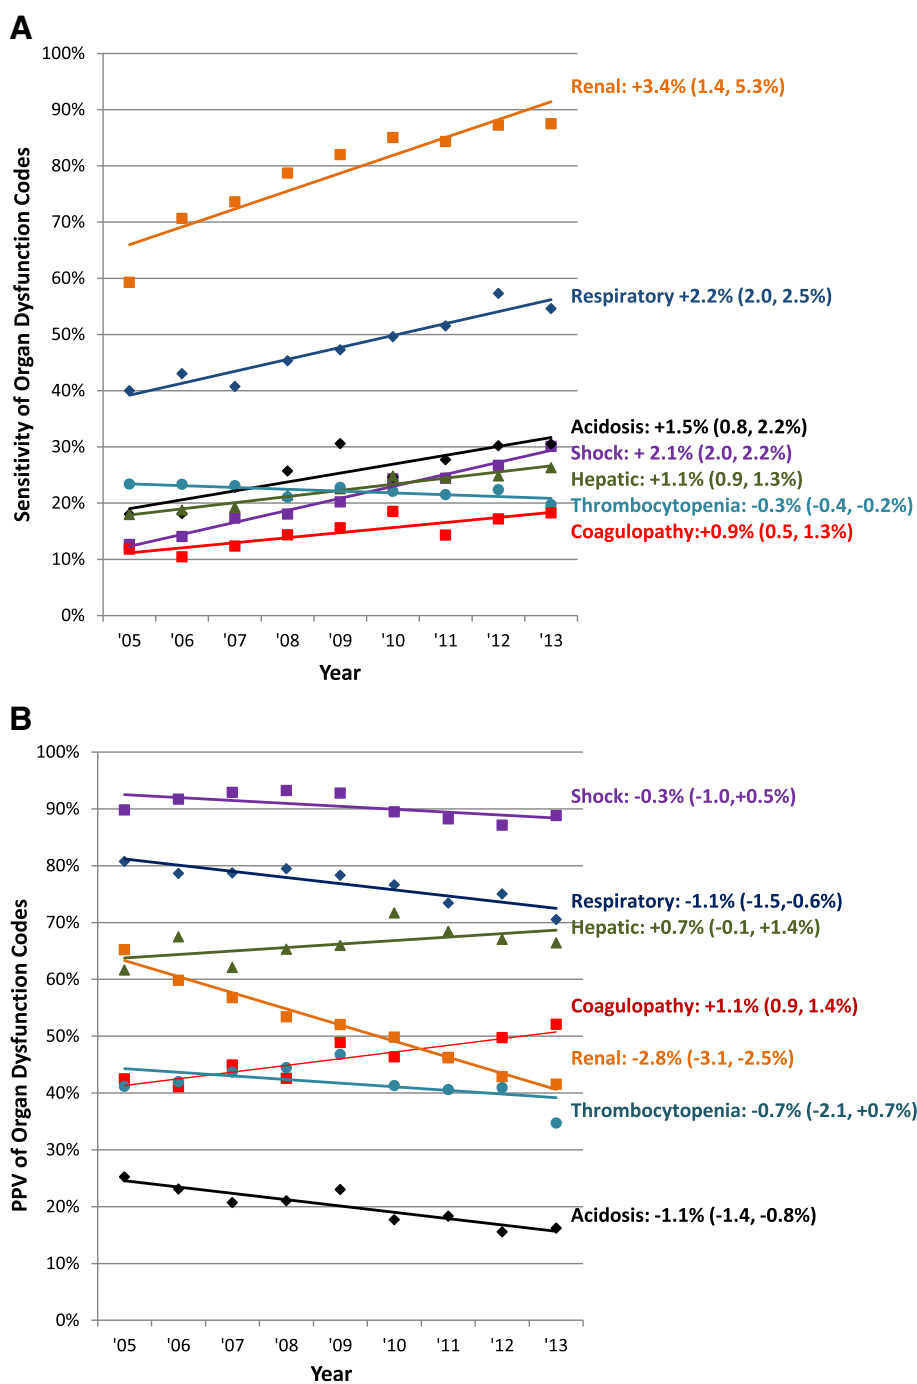 A
100%
90%
80%
70%
60%
50%
40%
30%
20%
10%
0%
Sensitivity of Organ Dysfunction Codes
Renal: +3.4% (1.4, 5.3%)
Respiratory +2.2% (2.0, 2.5%)
Acidosis: +1.5% (0.8, 2.2%)
Shock: + 2.1% (2.0, 2.2%)
Hepatic: +1.1% (0.9, 1.3%)
Thrombocytopenia: -0.3% (-0.4, -0.2%)
Coagulopathy:+0.9% (0.5, 1.3%)
'05 '06 '07 '08 '09 '10 '11 '12 '13
Year
B
100%
90%
80%
70%
60%
50%
40%
30%
20%
10%
0%
PPV of Organ Dysfunction Codes
Shock: -0.3% (-1.0,+0.5%)
Respiratory: -1.1% (-1.5,-0.6%)
Hepatic: +0.7% (-0.1, +1.4%)
Coagulopathy: +1.1% (0.9, 1.4%)
Renal: -2.8% (-3.1, -2.5%)
Thrombocytopenia: -0.7% (-2.1, +0.7%)
Acidosis: -1.1% (-1.4, -0.8%)
'05 '06 '07 '08 '09 '10 '11 '12 '13
Year